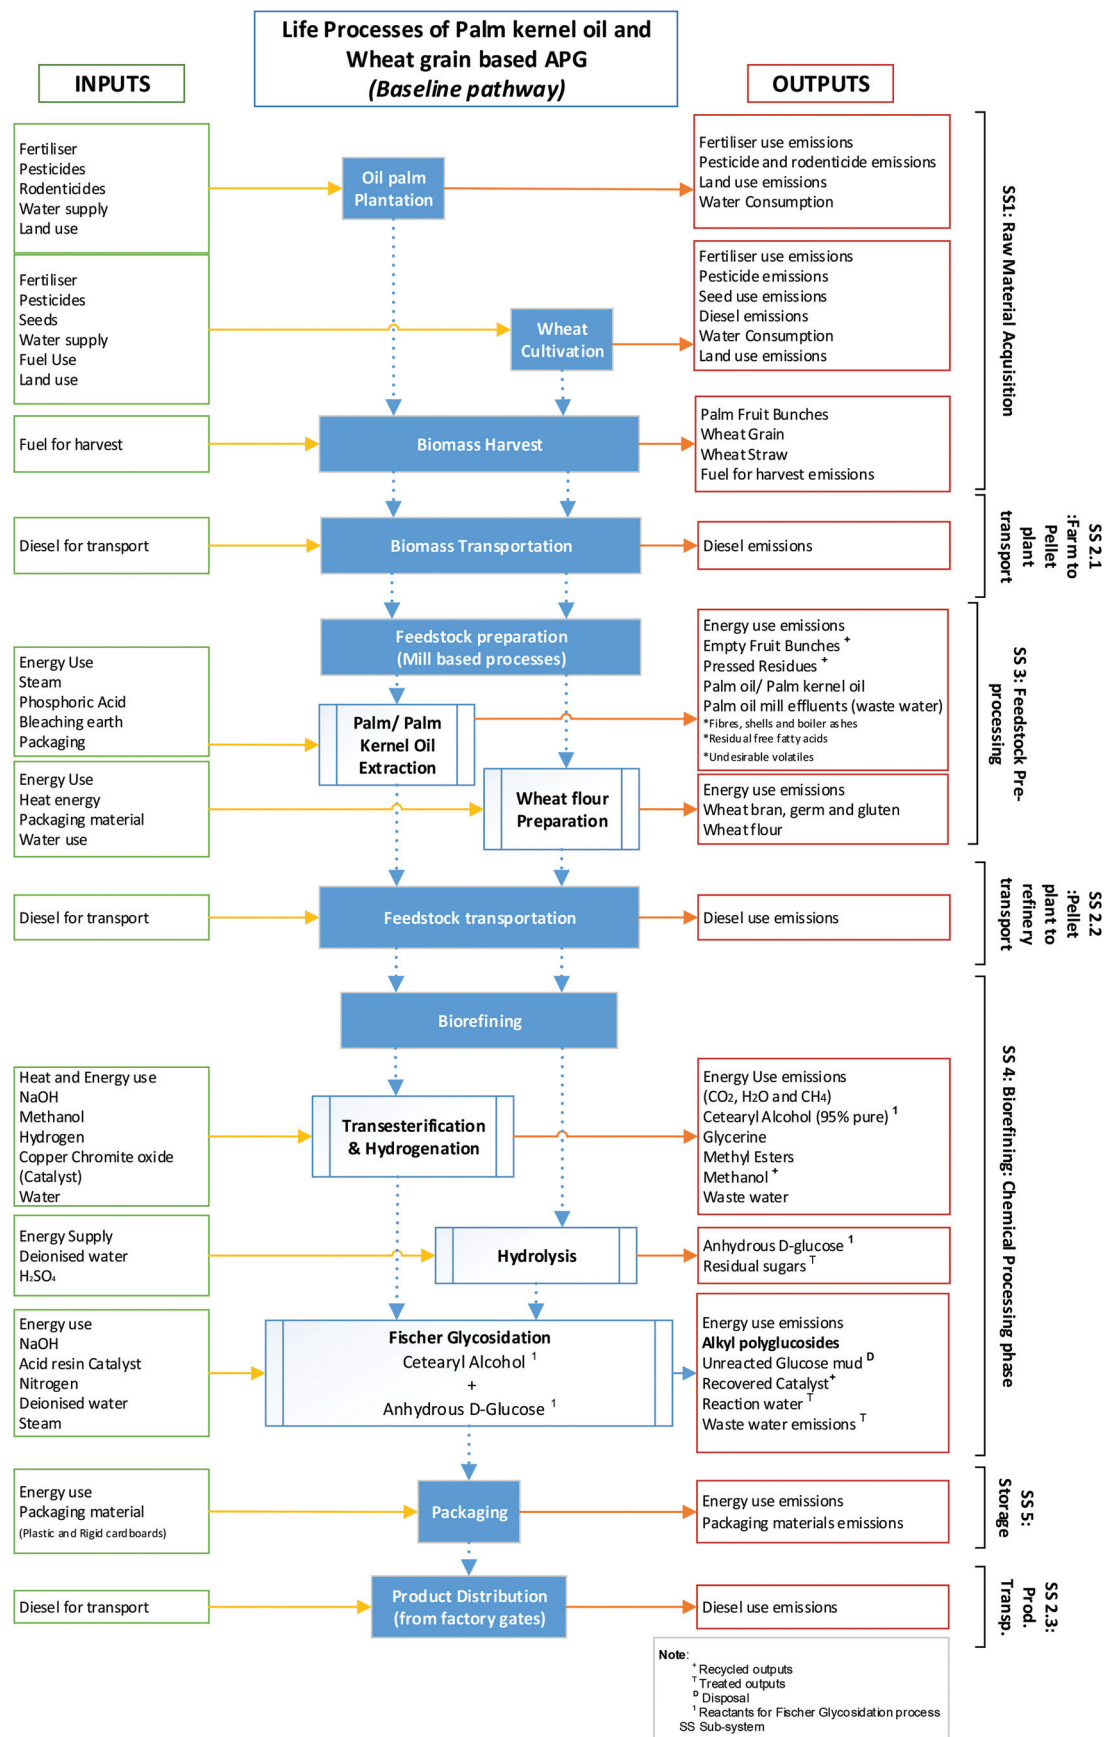 Life Processes of Palm kernel oil and
Wheat grain based APG
(Baseline pathway)
INPUTS
OUTPUTS
Fertiliser
Pesticides
Rodenticides
Water supply
Land use
Oil palm
Plantation
Fertiliser use emissions
Pesticide and rodenticide emissions
Land use emissions
Water Consumption
SS1: Raw Material Acquisition
Fertiliser
Pesticides
Seeds
Water supply
Fuel Use
Land use
Wheat
Cultivation
Fertiliser use emissions
Pesticide emissions
Seed use emissions
Diesel emissions
Water Consumption
Land use emissions
Fuel for harvest
Biomass Harvest
Palm Fruit Bunches
Wheat Grain
Wheat Straw
Fuel for harvest emissions
Diesel for transport
Biomass Transportation
Diesel emissions
SS 2.1
:Farm to
Pellet
plant
transport
Feedstock preparation
(Mill based processes)
Energy Use
Steam
Phosphoric Acid
Bleaching earth
Packaging
Palm/ Palm
Kernel Oil
Extraction
Energy use emissions
Empty Fruit Bunches +
Pressed Residues +
Palm oil/ Palm kernel oil
Palm oil mill effluents (waste water)
*Fibres, shells and boiler ashes
*Residual free fatty acids
*Undesirable volatiles
SS 3: Feedstock Pre-
processing
Energy Use
Heat energy
Packaging material
Water use
Wheat flour
Preparation
Energy use emissions
Wheat bran, germ and gluten
Wheat flour
Diesel for transport
Feedstock transportation
Diesel use emissions
SS2.2
:Pellet
plant to
refinery
transport
Biorefining
Heat and Energy use
NaOH
Methanol
Hydrogen
Copper Chromite oxide
(Catalyst)
Water
Transesterification
& Hydrogenation
Energy Use emissions
(CO₂, H₂O and CH₄)
Cetearyl Alcohol (95% pure) ¹
Glycerine
Methyl Esters
Methanol +
Waste water
SS 4: Biorefining: Chemical Processing phase
Energy Supply
Deionised water
H₂SO₄
Hydrolysis
Anhydrous D-glucose ¹
Residual sugars ᵀ
Energy use
NaOH
Acid resin Catalyst
Nitrogen
Deionised water
Steam
Fischer Glycosidation
Cetearyl Alcohol ¹
+
Anhydrous D-Glucose ¹
Energy use emissions
Alkyl polyglucosides
Unreacted Glucose mud ᴰ
Recovered Catalyst⁺
Reaction water ᵀ
Waste water emissions ᵀ
Energy use
Packaging material
(Plastic and Rigid cardboards)
Packaging
Energy use emissions
Packaging materials emissions
SS 5:
Storage
Diesel for transport
Product Distribution
(from factory gates)
Diesel use emissions
SS 2.3:
Prod.
Transp.
Note:
⁺ Recycled outputs
ᵀ Treated outputs
ᴰ Disposal
¹ Reactants for Fischer Glycosidation process
SS Sub-system